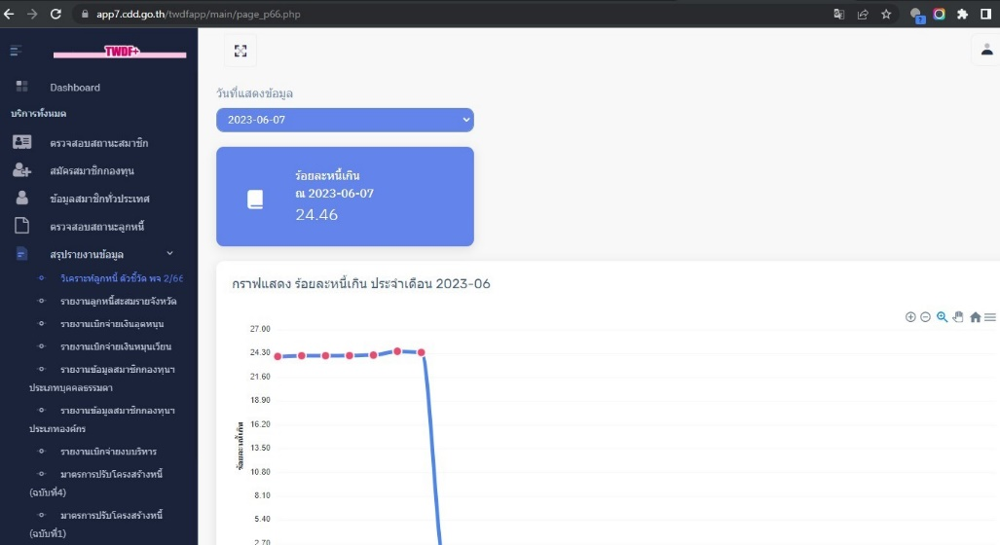 app7.cdd.go.th/twdfapp/main/page_p66.php
TWDF+
Dashboard
บริการทั้งหมด
ตรวจสอบสถานะสมาชิก
สมัครสมาชิกกองทุน
ข้อมูลสมาชิกทั่วประเทศ
ตรวจสอบสถานะลูกหนี้
สรุปรายงานข้อมูล
วิเคราะห์ลูกหนี้ ตัวชี้วัด พจ 2/66
รายงานลูกหนี้สะสมรายจังหวัด
รายงานเบิกจ่ายเงินอุดหนุน
รายงานเบิกจ่ายเงินหมุนเวียน
รายงานข้อมูลสมาชิกกองทุนฯ
ประเภทบุคคลธรรมดา
รายงานข้อมูลสมาชิกกองทุนฯ
ประเภทองค์กร
รายงานเบิกจ่ายงบบริหาร
มาตรการปรับโครงสร้างหนี้
(ฉบับที่4)
มาตรการปรับโครงสร้างหนี้
(ฉบับที่1)
วันที่แสดงข้อมูล
2023-06-07
ร้อยละหนี้เกิน
ณ 2023-06-07
24.46
กราฟแสดง ร้อยละหนี้เกิน ประจำเดือน 2023-06
27.00
24.30
21.60
18.90
16.20
13.50
10.80
8.10
5.40
2.70
ร้อยละหนี้เกิน